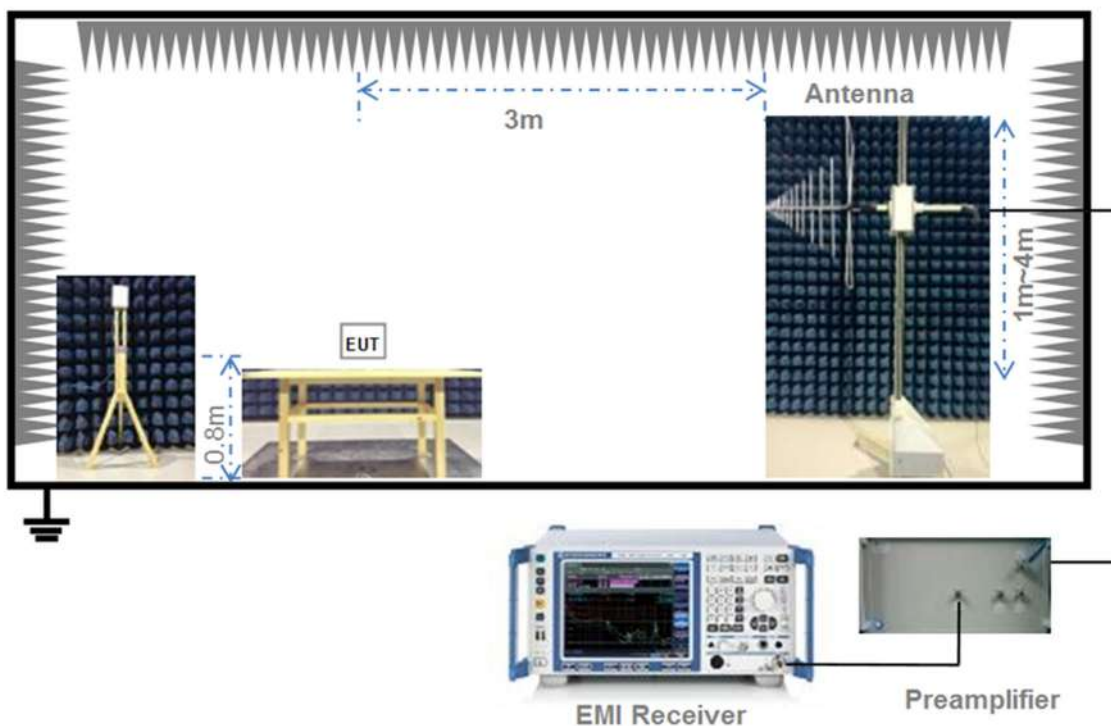 Antenna
3m
1m~4m
EUT
0.8m
EMI Receiver
Preamplifier